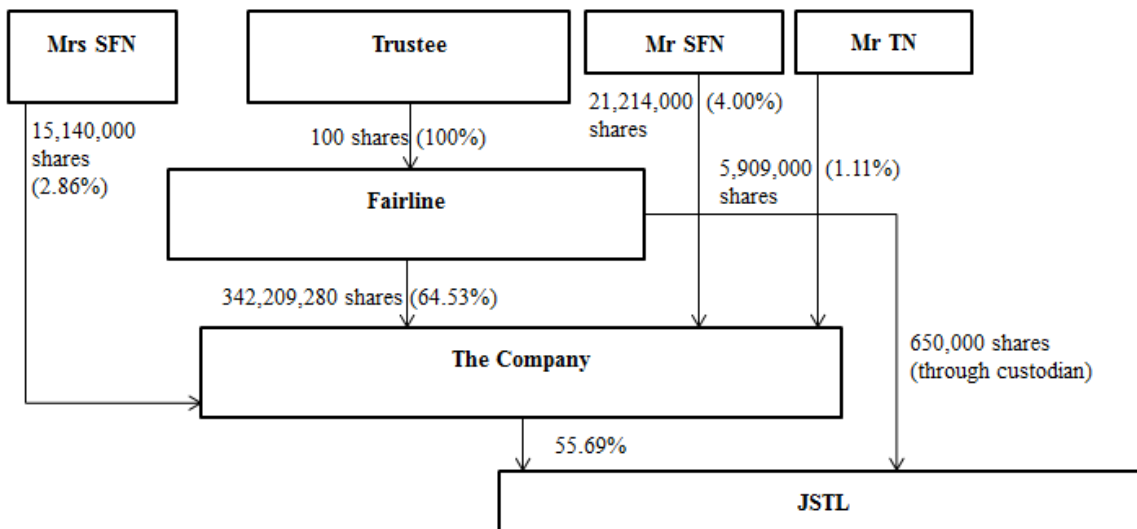 Mrs SFN
Trustee
Mr SFN
Mr TN
15,140,000
shares
(2.86%)
100 shares (100%)
21,214,000 (4.00%)
shares
5,909,000 (1.11%)
shares
Fairline
342,209,280 shares (64.53%)
The Company
650,000 shares
(through custodian)
55.69%
JSTL